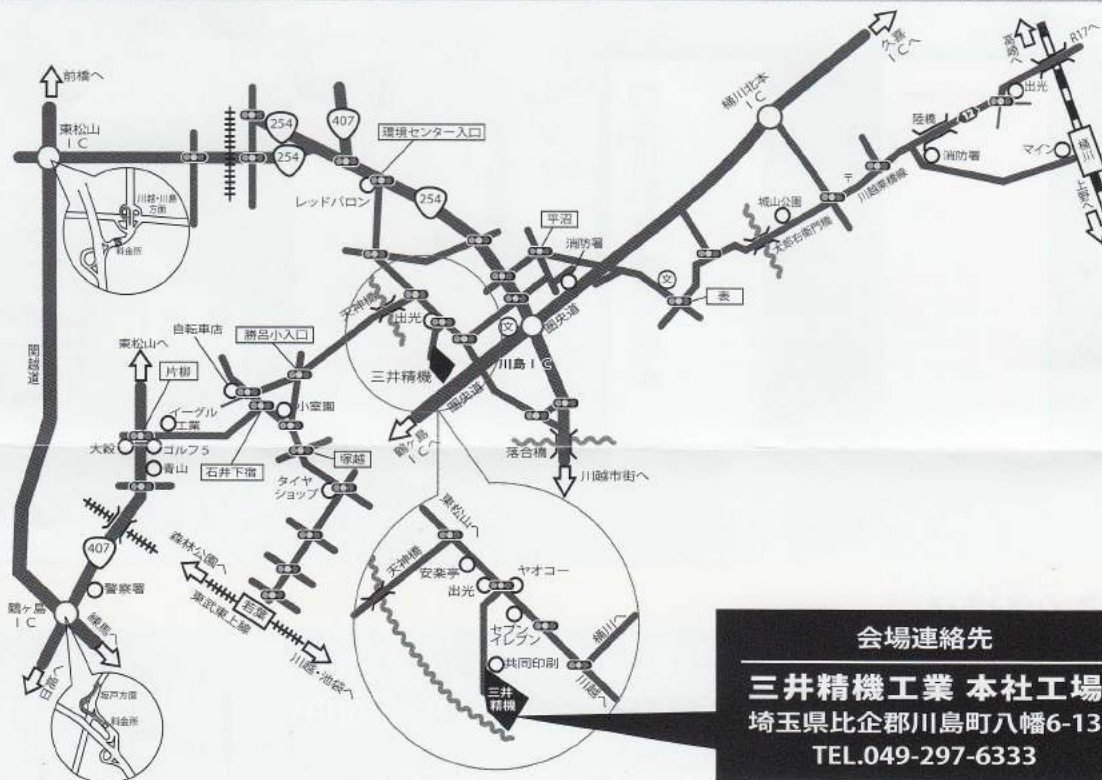 前橋へ
東松山
IC
川越・川島
方面
料金所
関越道
254
254
407
環境センター入口
レッドバロン
254
平沼
消防署
久喜
ICへ
桶川北本
IC
城山公園
太郎右衛門橋
〒
川越栗橋線
陸橋
12
消防署
出光
高崎へ
R17へ
マイン
桶川
上野へ
文
表
天神橋
出光
三井精機
文
圏央道
川島IC
圏央道
鶴ヶ島
ICへ
落合橋
川越市街へ
自転車店
勝呂小入口
東松山へ
片柳
イーグル
工業
小室園
大穀
ゴルフ5
青山
石井下宿
塚越
タイヤ
ショップ
407
警察署
鶴ヶ島
IC
練馬へ
日高へ
坂戸方面
料金所
森林公園へ
東武東上線
若葉
川越・池袋へ
東松山へ
天神橋
安楽亭
出光
ヤオコー
セブン
イレブン
桶川へ
共同印刷
川越へ
三井
精機
会場連絡先
三井精機工業 本社工場
埼玉県比企郡川島町八幡6-13
TEL.049-297-6333